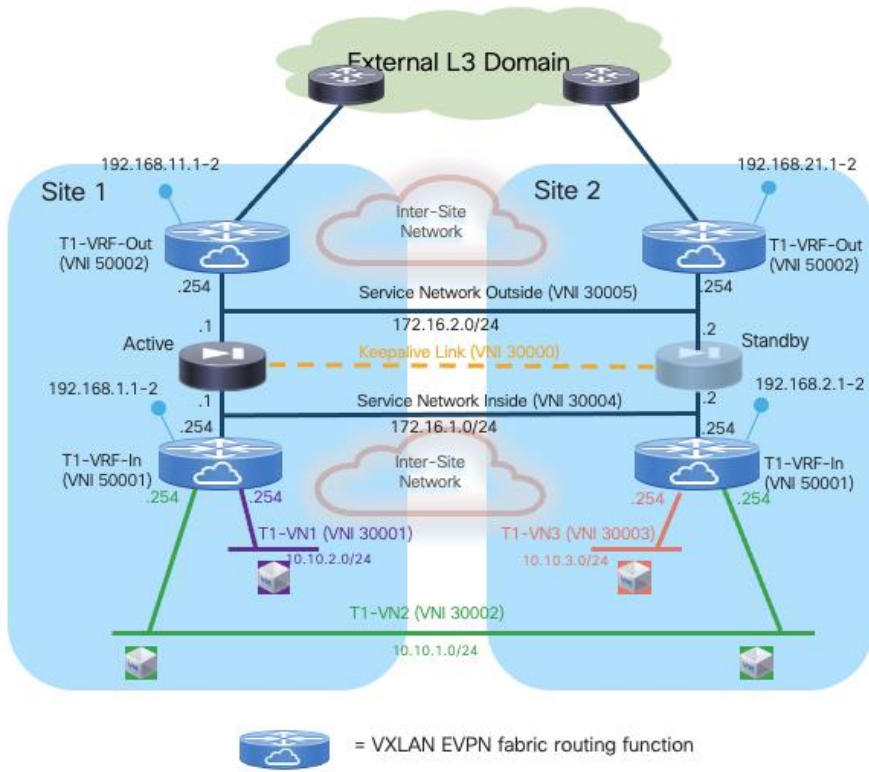 External L3 Domain
192.168.11.1-2
192.168.21.1-2
Site 1
Site 2
Inter-Site
Network
T1-VRF-Out
(VNI 50002)
T1-VRF-Out
(VNI 50002)
.254
.254
Service Network Outside (VNI 30005)
172.16.2.0/24
.1
.2
Active
Standby
Keepalive Link (VNI 30000)
192.168.1.1-2
192.168.2.1-2
.1
.2
Service Network Inside (VNI 30004)
172.16.1.0/24
.254
.254
T1-VRF-In
(VNI 50001)
T1-VRF-In
(VNI 50001)
Inter-Site
Network
.254
.254
.254
.254
T1-VN1 (VNI 30001)
10.10.2.0/24
T1-VN3 (VNI 30003)
10.10.3.0/24
T1-VN2 (VNI 30002)
10.10.1.0/24
= VXLAN EVPN fabric routing function